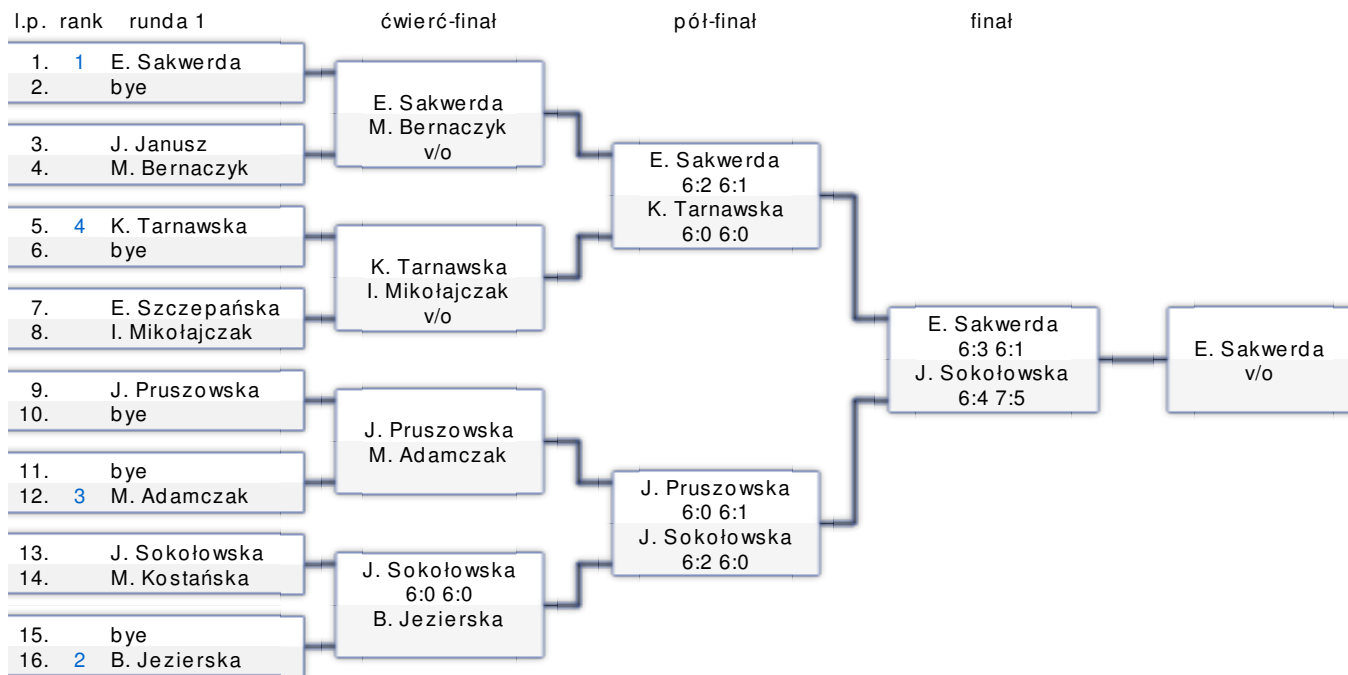 l.p. rank runda 1 ćwierć-finał pół-finał finał
1. 1 E. Sakwerda
2. bye
3. J. Janusz
4. M. Bernaczyk
5. 4 K. Tarnawska
6. bye
7. E. Szczepańska
8. I. Mikołajczak
9. J. Pruszowska
10. bye
11. bye
12. 3 M. Adamczak
13. J. Sokołowska
14. M. Kostańska
15. bye
16. 2 B. Jezierska
E. Sakwerda
M. Bernaczyk
v/o
K. Tarnawska
I. Mikołajczak
v/o
J. Pruszowska
M. Adamczak
J. Sokołowska
6:0 6:0
B. Jezierska
E. Sakwerda
6:2 6:1
K. Tarnawska
6:0 6:0
J. Pruszowska
6:0 6:1
J. Sokołowska
6:2 6:0
E. Sakwerda
6:3 6:1
J. Sokołowska
6:4 7:5
E. Sakwerda
v/o